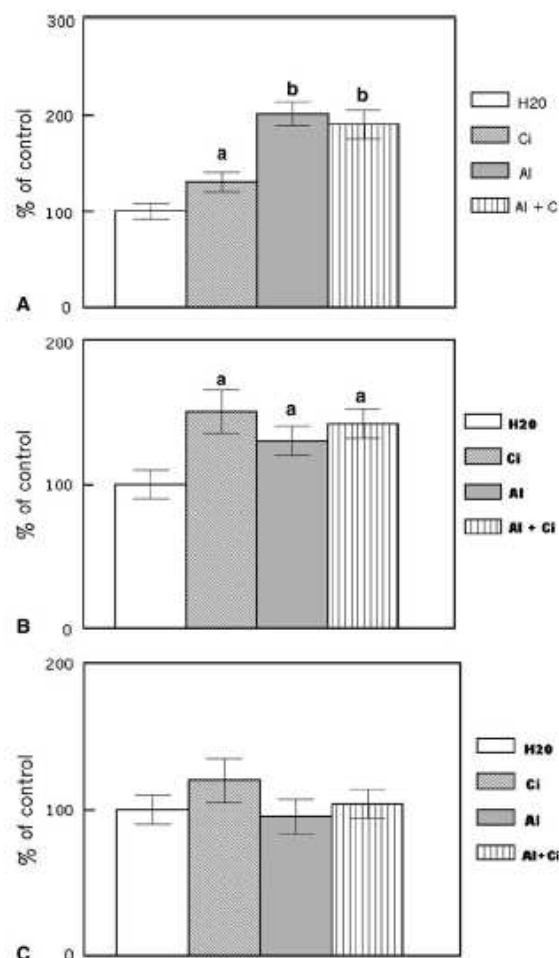 300
200
100
0
% of control
a
b
b
H20
Ci
Al
Al + C
A
200
100
0
% of control
a
a
a
H20
Ci
Al
Al + Ci
B
200
100
0
% of control
H20
Ci
Al
Al+Ci
C